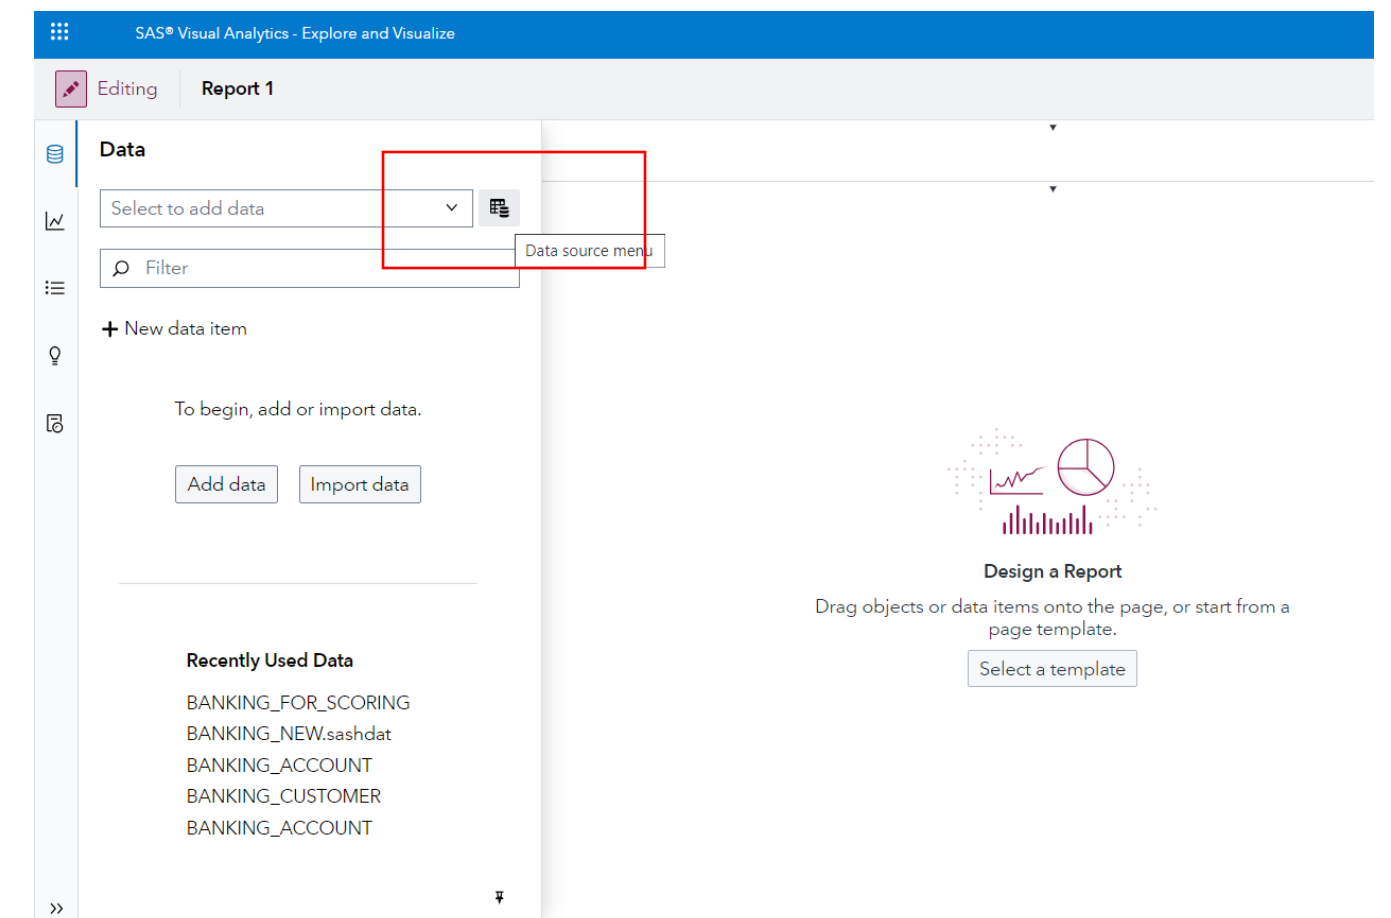 SAS® Visual Analytics - Explore and Visualize
Editing
Report 1
Data
Select to add data
Data source menu
Filter
New data item
To begin, add or import data.
Add data
Import data
Recently Used Data
BANKING_FOR_SCORING
BANKING_NEW.sashdat
BANKING_ACCOUNT
BANKING_CUSTOMER
BANKING_ACCOUNT
Design a Report
Drag objects or data items onto the page, or start from a
page template.
Select a template